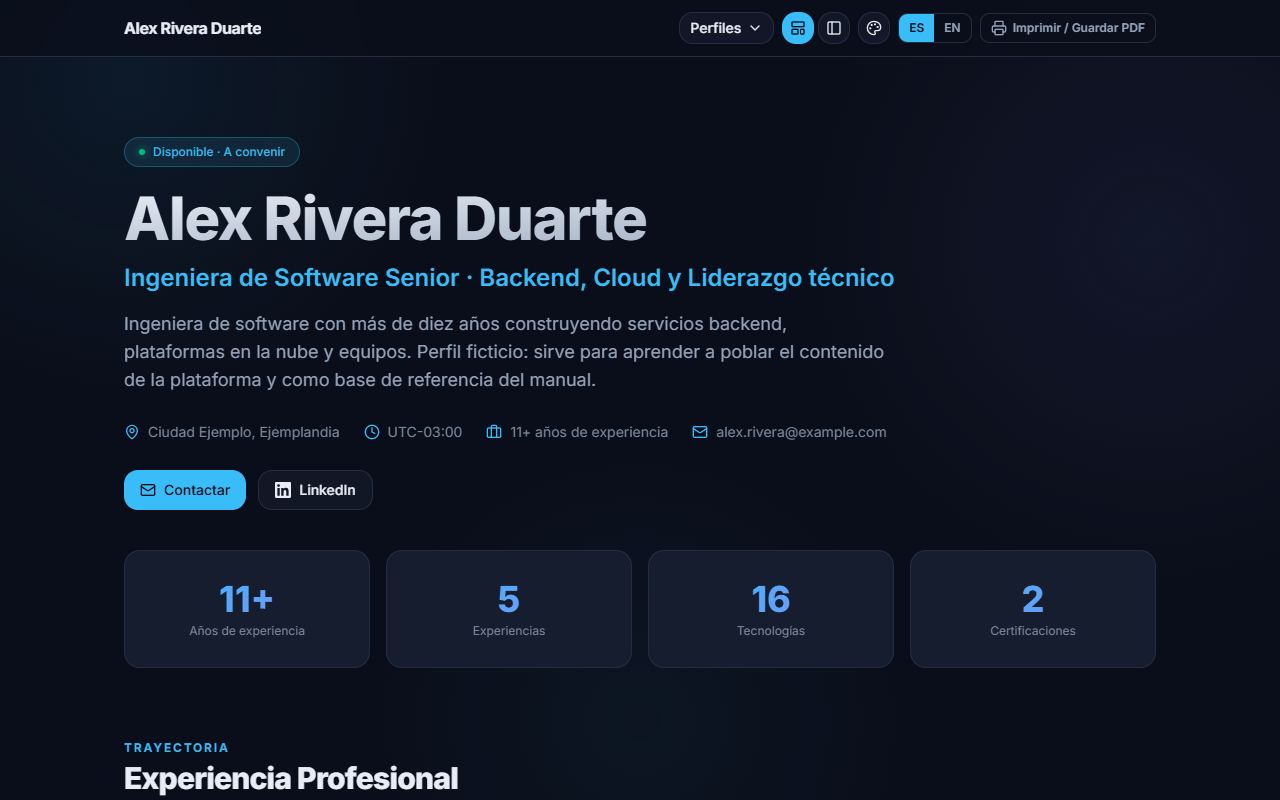 Alex Rivera Duarte
Perfiles
ES EN
Imprimir / Guardar PDF
Disponible · A convenir
Alex Rivera Duarte
Ingeniera de Software Senior · Backend, Cloud y Liderazgo técnico
Ingeniera de software con más de diez años construyendo servicios backend,
plataformas en la nube y equipos. Perfil ficticio: sirve para aprender a poblar el contenido
de la plataforma y como base de referencia del manual.
Ciudad Ejemplo, Ejemplandia
UTC-03:00
11+ años de experiencia
alex.rivera@example.com
Contactar
LinkedIn
11+
Años de experiencia
5
Experiencias
16
Tecnologías
2
Certificaciones
TRAYECTORIA
Experiencia Profesional